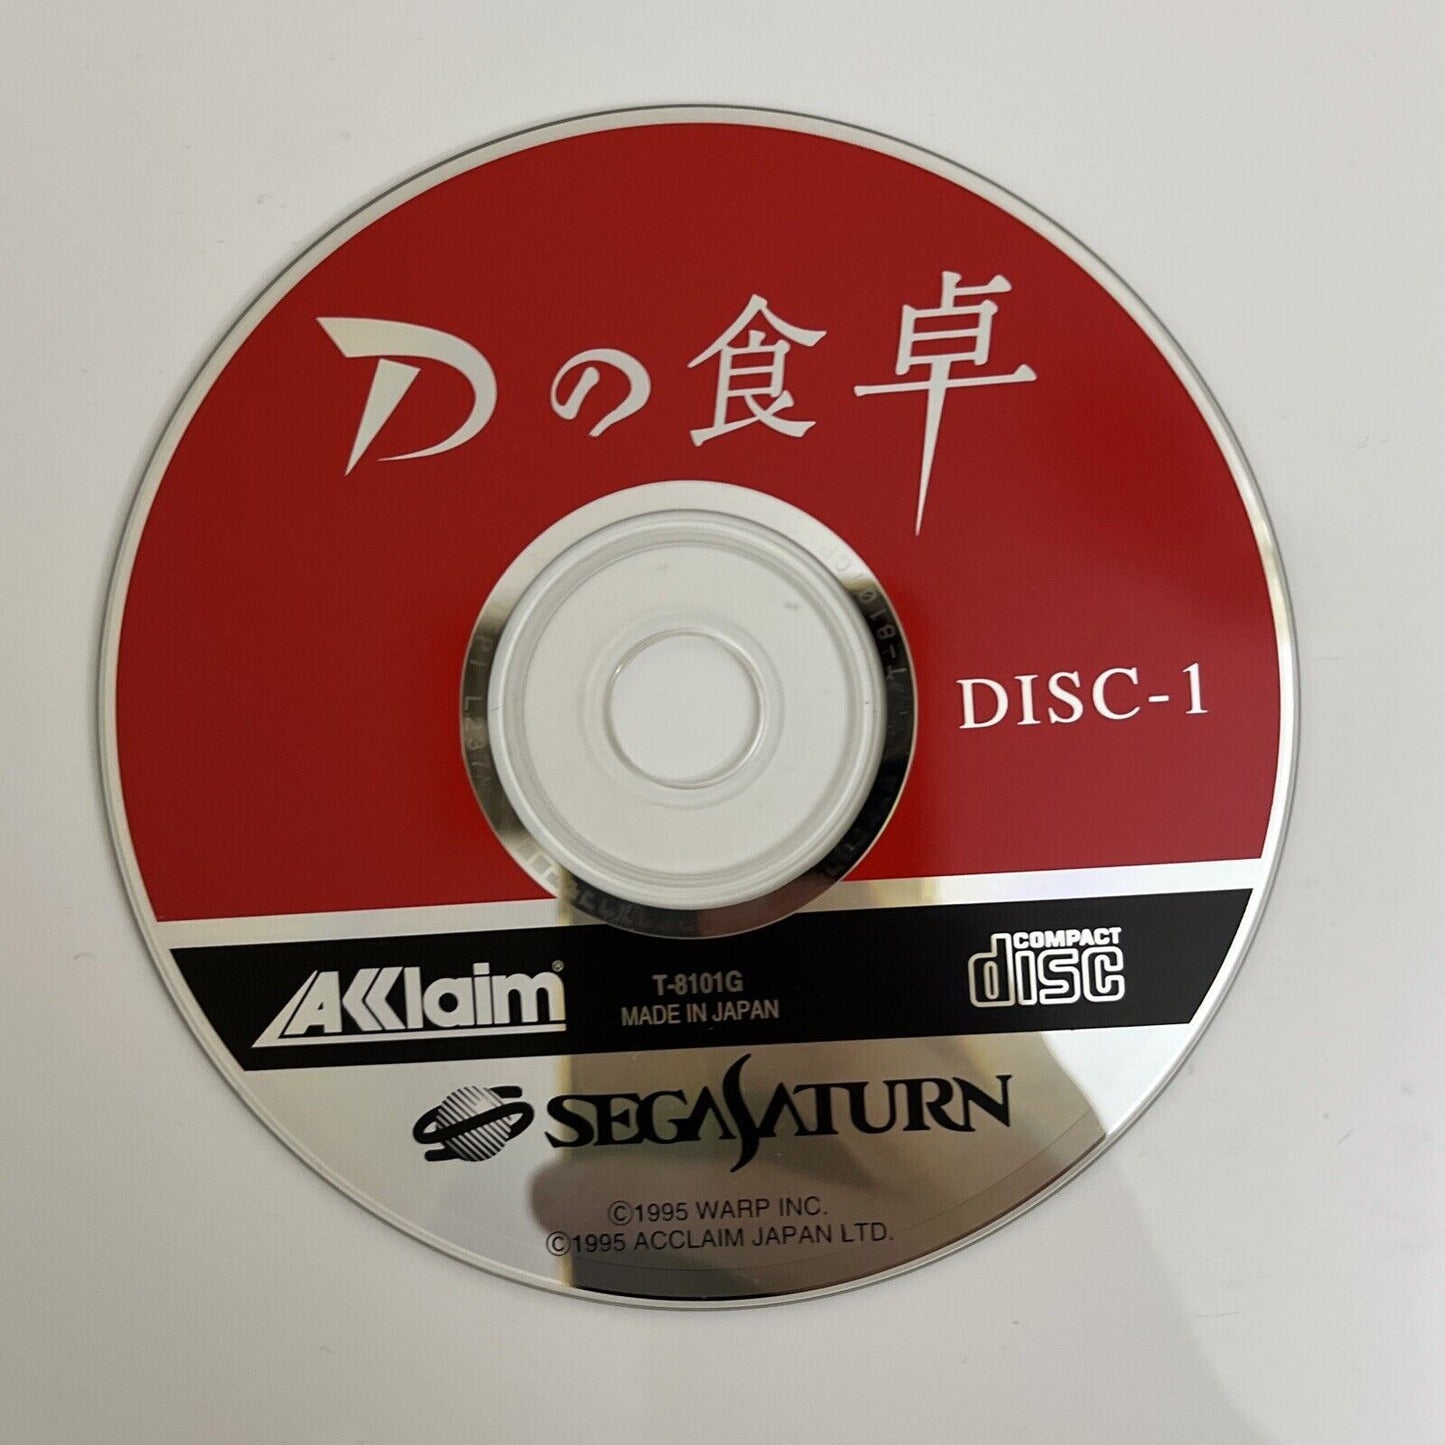 Dの食卓
DISC-1
Acclaim®
T-8101G
MADE IN JAPAN
COMPACT
disc
SEGA SATURN
©1995 WARP INC.
©1995 ACCLAIM JAPAN LTD.